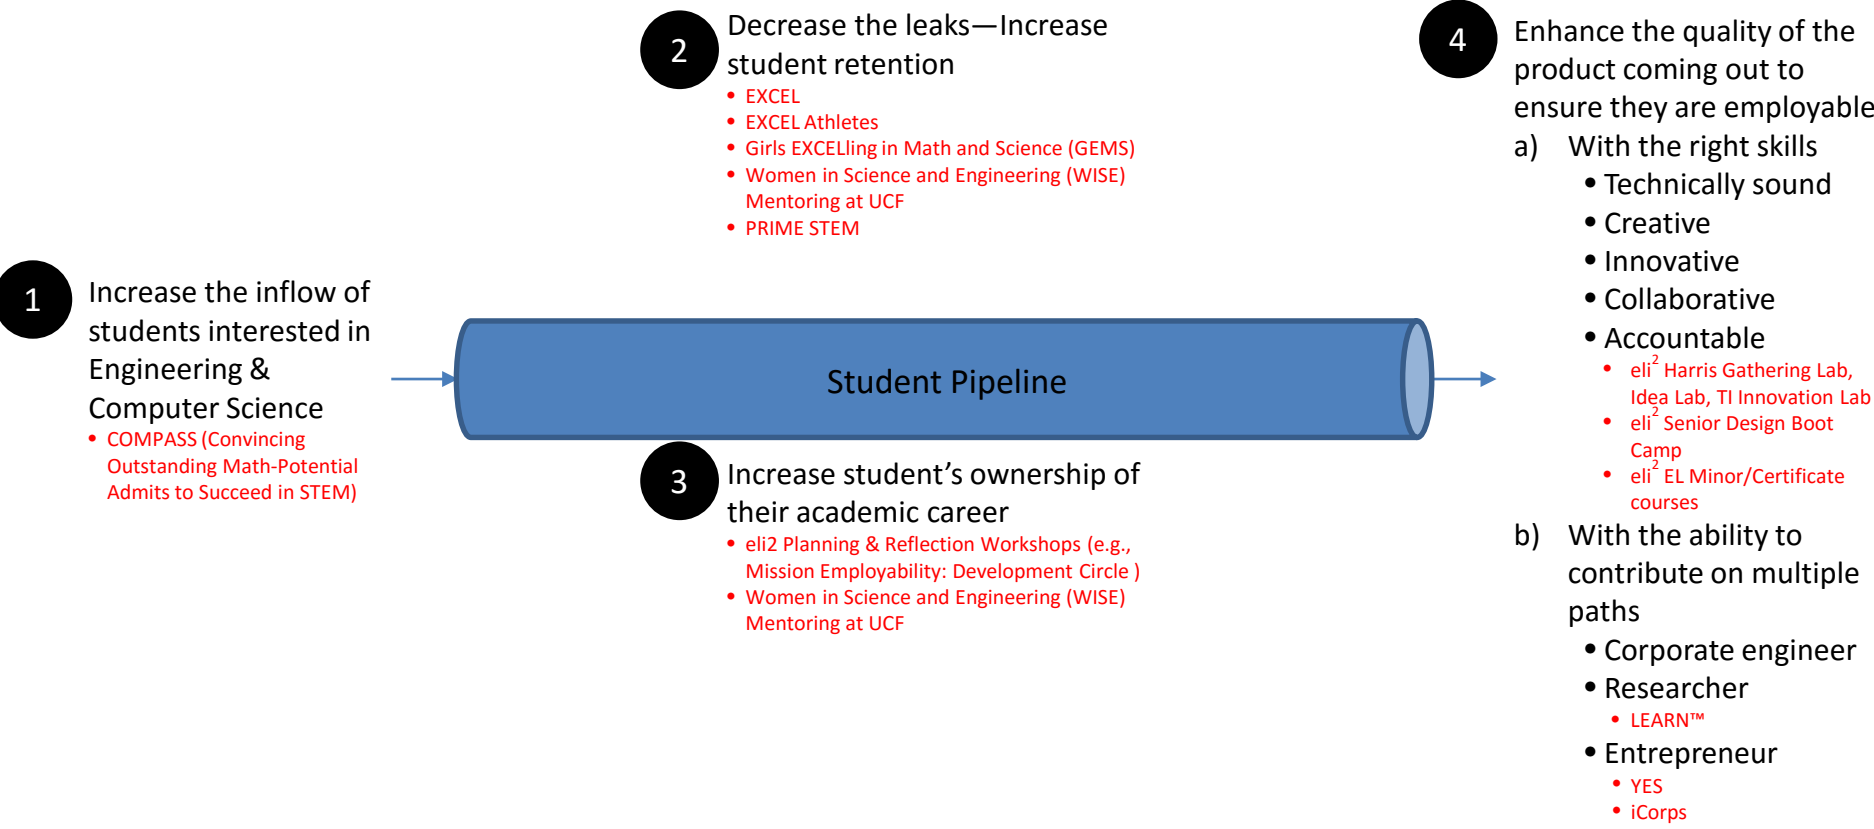 1
Increase the inflow of
students interested in
Engineering &
Computer Science
• COMPASS (Convincing
Outstanding Math-Potential
Admits to Succeed in STEM)
2
Decrease the leaks—Increase
student retention
• EXCEL
• EXCEL Athletes
• Girls EXCELling in Math and Science (GEMS)
• Women in Science and Engineering (WISE)
Mentoring at UCF
• PRIME STEM
Student Pipeline
3
Increase student’s ownership of
their academic career
• eli2 Planning & Reflection Workshops (e.g.,
Mission Employability: Development Circle )
• Women in Science and Engineering (WISE)
Mentoring at UCF
4
Enhance the quality of the
product coming out to
ensure they are employable
a) With the right skills
• Technically sound
• Creative
• Innovative
• Collaborative
• Accountable
• eli² Harris Gathering Lab,
Idea Lab, TI Innovation Lab
• eli² Senior Design Boot
Camp
• eli² EL Minor/Certificate
courses
b) With the ability to
contribute on multiple
paths
• Corporate engineer
• Researcher
• LEARN™
• Entrepreneur
• YES
• iCorps